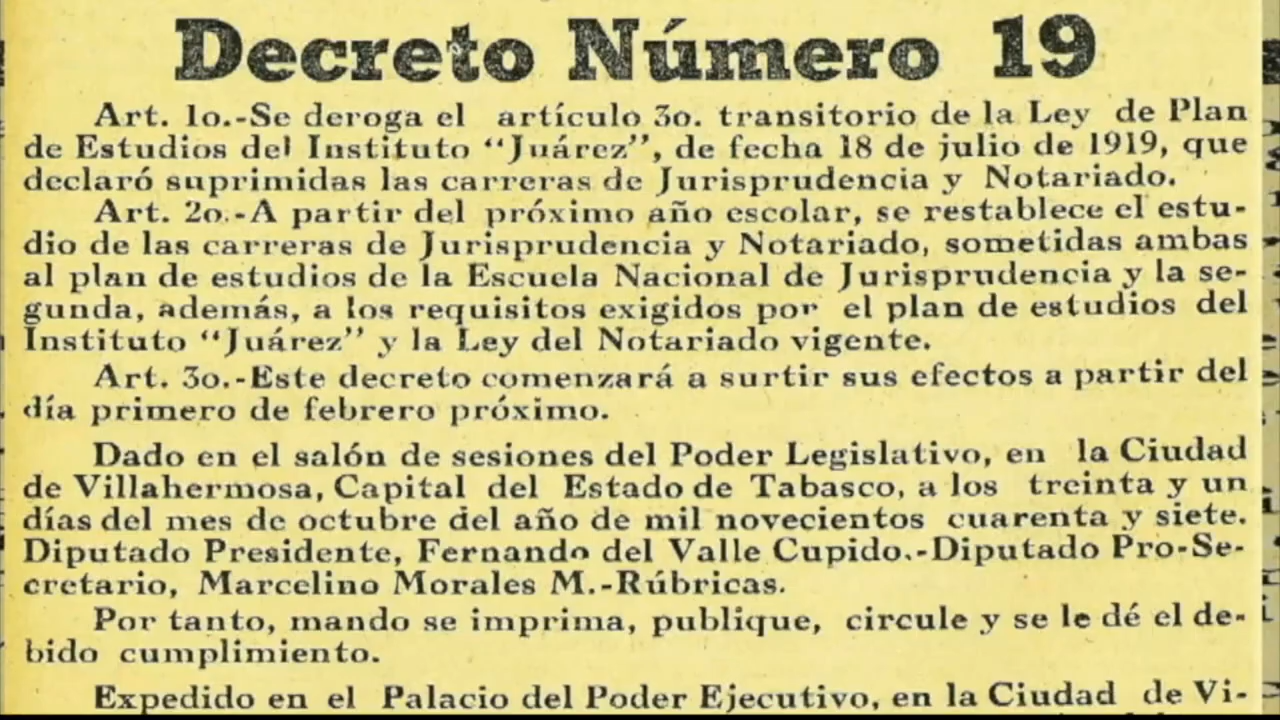 Decreto Número 19
Art. 1o.-Se deroga el artículo 3o. transitorio de la Ley de Plan
de Estudios del Instituto “Juárez”, de fecha 18 de julio de 1919, que
declaró suprimidas las carreras de Jurisprudencia y Notariado.
Art. 2o.-A partir del próximo año escolar, se restablece el estu-
dio de las carreras de Jurisprudencia y Notariado, sometidas ambas
al plan de estudios de la Escuela Nacional de Jurisprudencia y la se-
gunda, además, a los requisitos exigidos por el plan de estudios del
Instituto “Juárez” y la Ley del Notariado vigente.
Art. 3o.-Este decreto comenzará a surtir sus efectos a partir del
día primero de febrero próximo.
Dado en el salón de sesiones del Poder Legislativo, en la Ciudad
de Villahermosa, Capital del Estado de Tabasco, a los treinta y un
días del mes de octubre del año de mil novecientos cuarenta y siete.
Diputado Presidente, Fernando del Valle Cupido.-Diputado Pro-Se-
cretario, Marcelino Morales M.-Rúbricas.
Por tanto, mando se imprima, publique, circule y se le dé el de-
bido cumplimiento.
Expedido en el Palacio del Poder Ejecutivo, en la Ciudad de Vi-